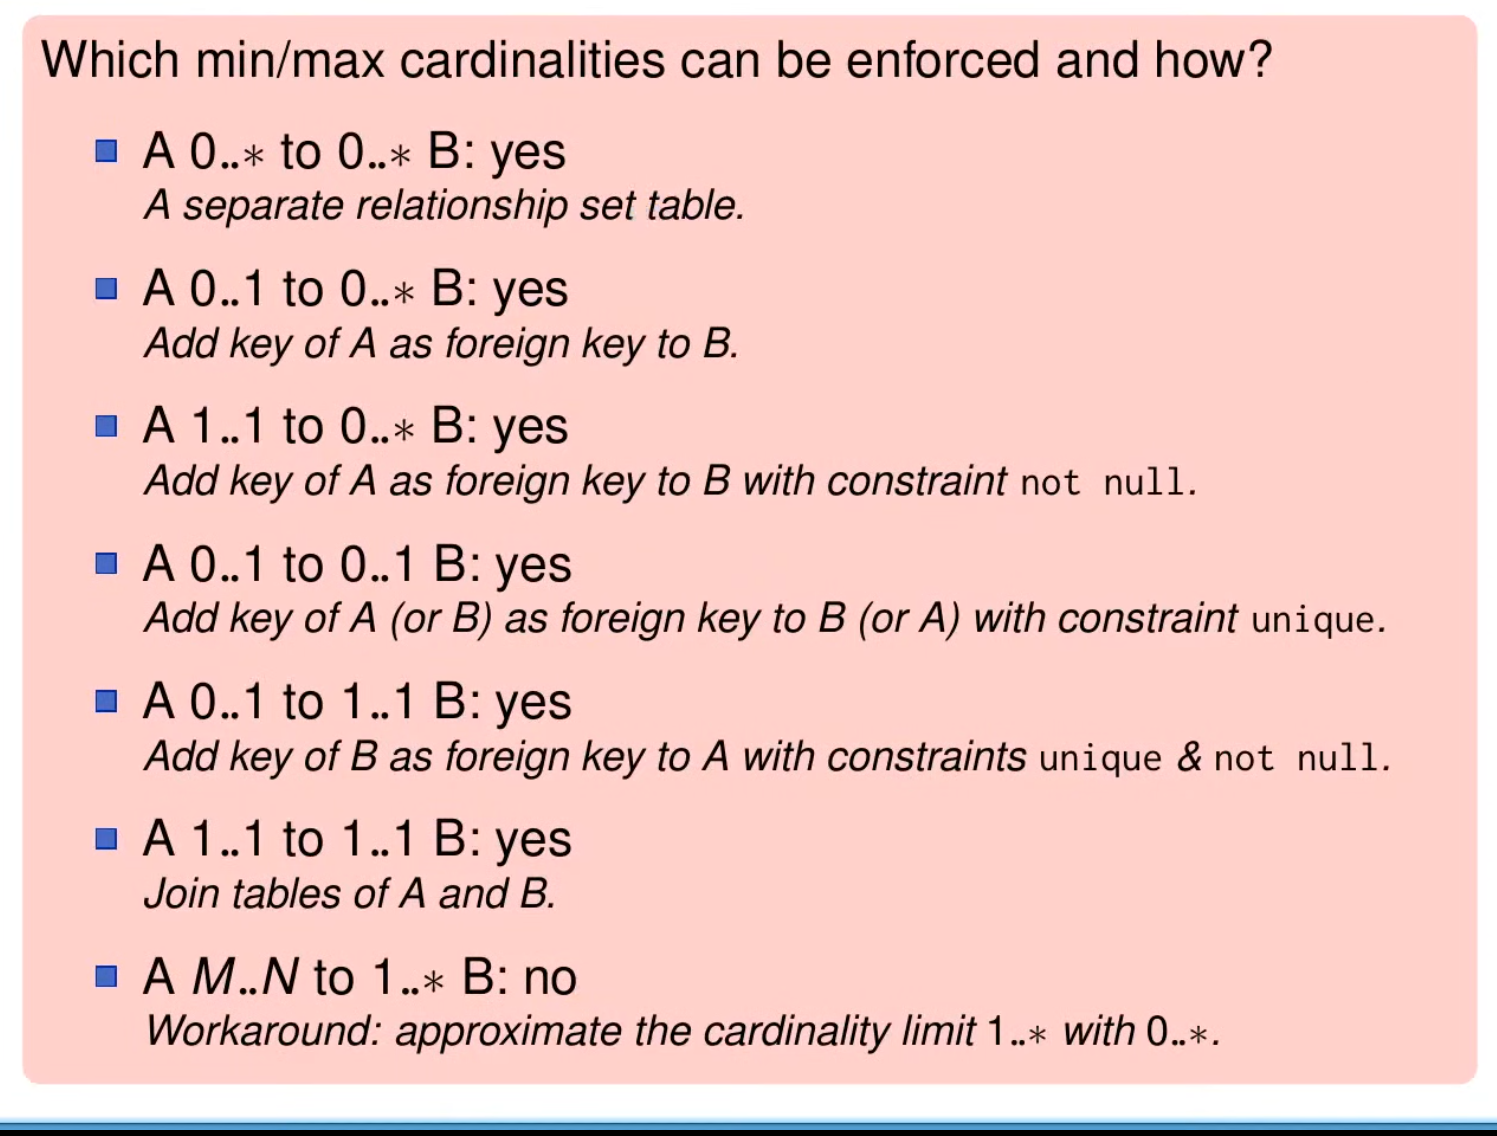 Which min/max cardinalities can be enforced and how?
A 0..* to 0..* B: yes
A separate relationship set table.
A 0..1 to 0..* B: yes
Add key of A as foreign key to B.
A 1..1 to 0..* B: yes
Add key of A as foreign key to B with constraint not null.
A 0..1 to 0..1 B: yes
Add key of A (or B) as foreign key to B (or A) with constraint unique.
A 0..1 to 1..1 B: yes
Add key of B as foreign key to A with constraints unique & not null.
A 1..1 to 1..1 B: yes
Join tables of A and B.
A M..N to 1..* B: no
Workaround: approximate the cardinality limit 1..* with 0..*.